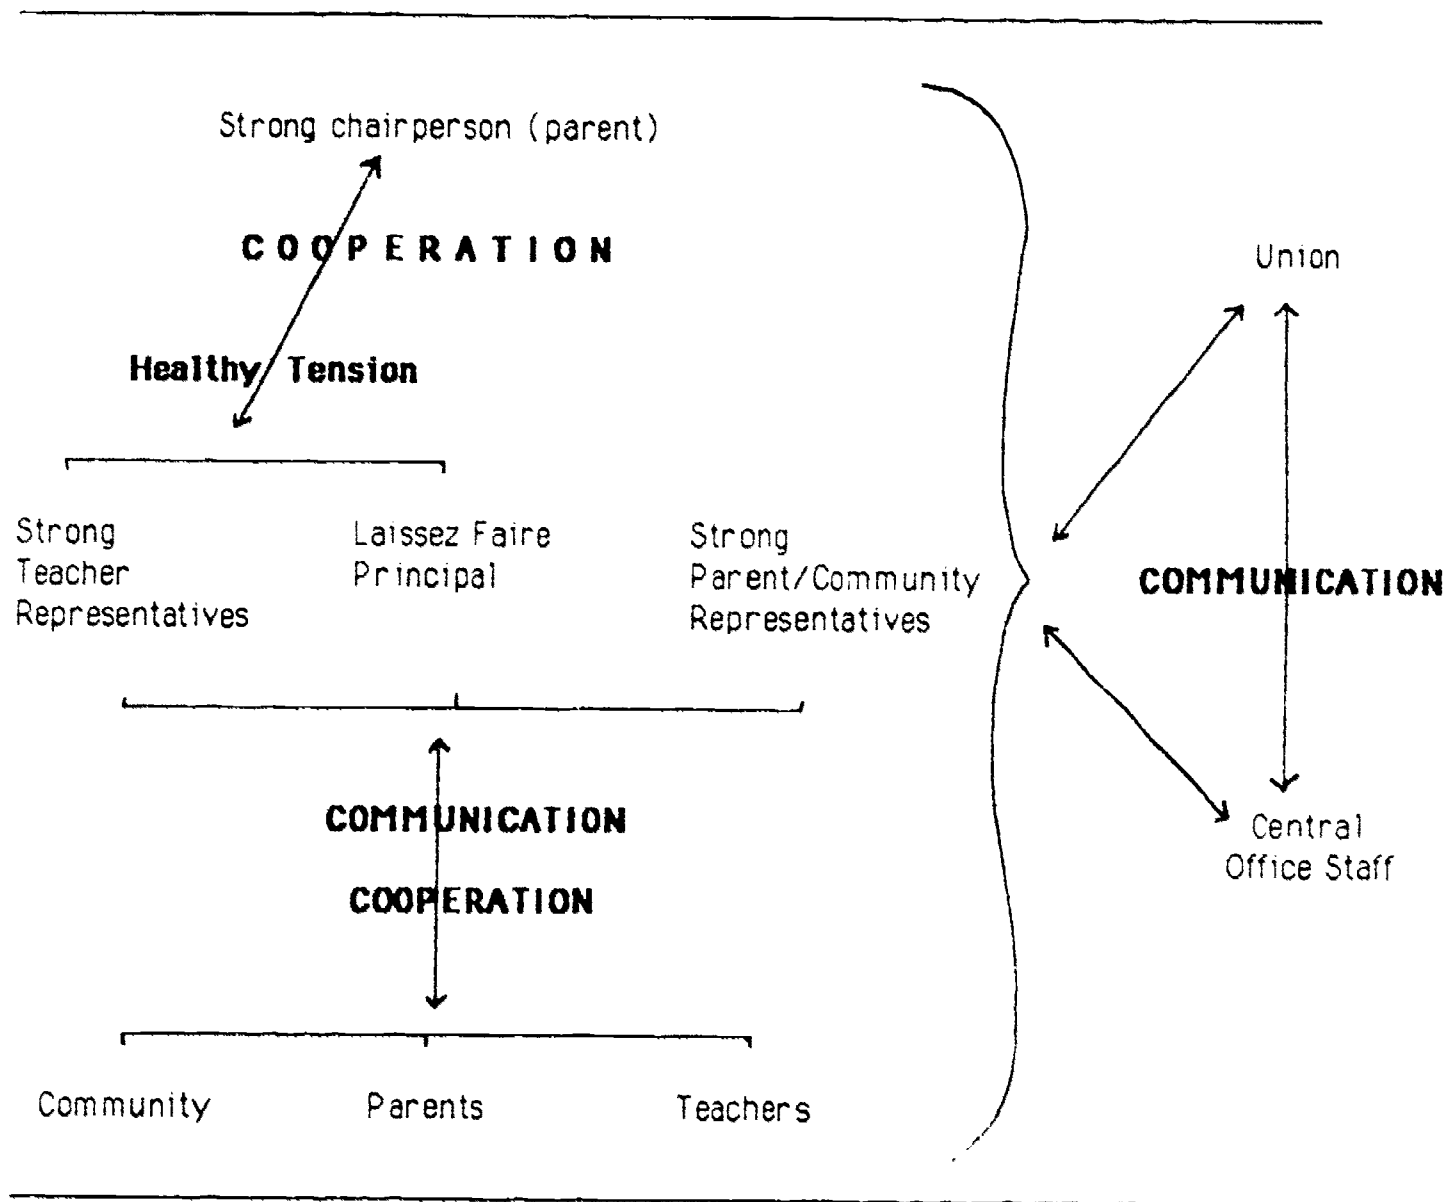 Strong chairperson (parent)
COOPERATION
Healthy Tension
Strong
Teacher
Representatives
Laissez Faire
Principal
Strong
Parent/Community
Representatives
COMMUNICATION
COOPERATION
Community
Parents
Teachers
Union
COMMUNICATION
Central
Office Staff